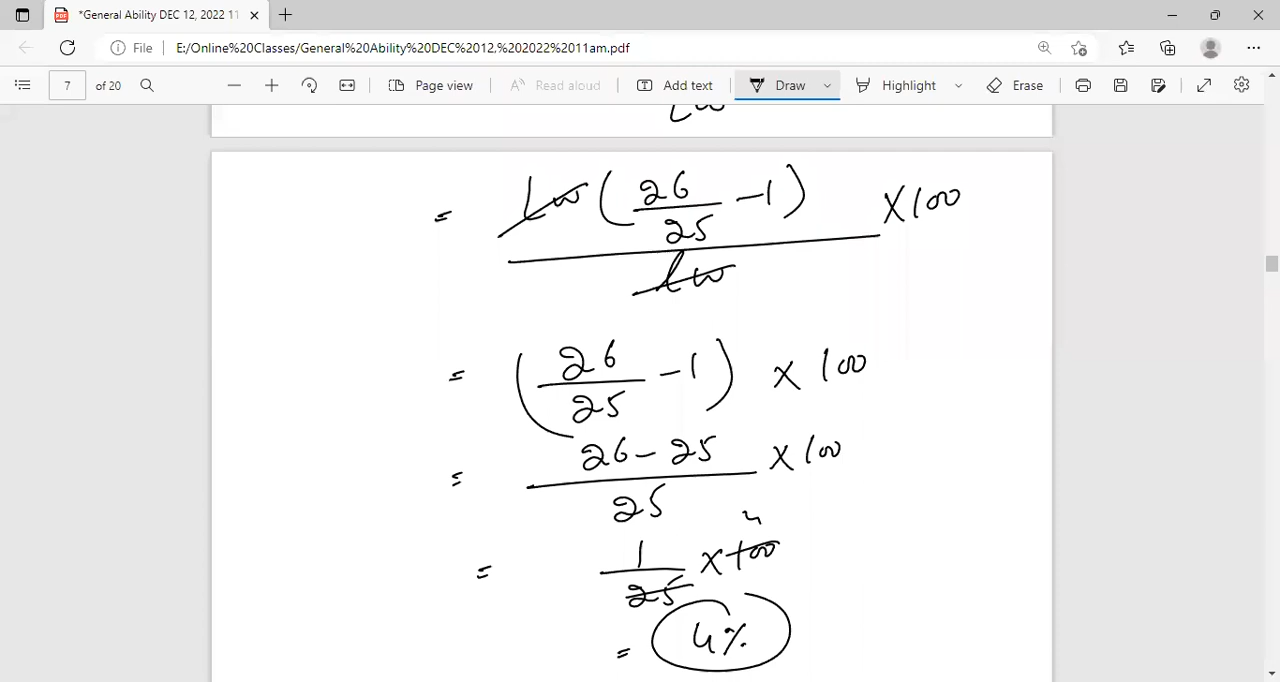 *General Ability DEC 12, 2022 11
File E:/Online%20Classes/General%20Ability%20DEC%2012,%202022%2011am.pdf
7 of 20 Page view Read aloud Add text Draw Highlight Erase
Lw
= Lw ( 26/25 - 1 ) / Lw × 100
= ( 26/25 - 1 ) × 100
= 26 - 25 / 25 × 100
4
= 1/25 × 100
= 4%